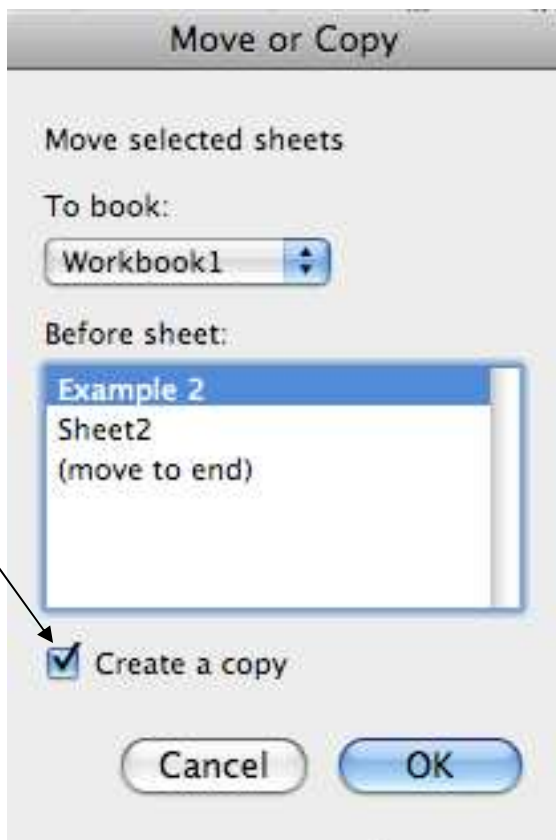 Move or Copy
Move selected sheets
To book:
Workbook1
Before sheet:
Example 2
Sheet2
(move to end)
Create a copy
Cancel OK